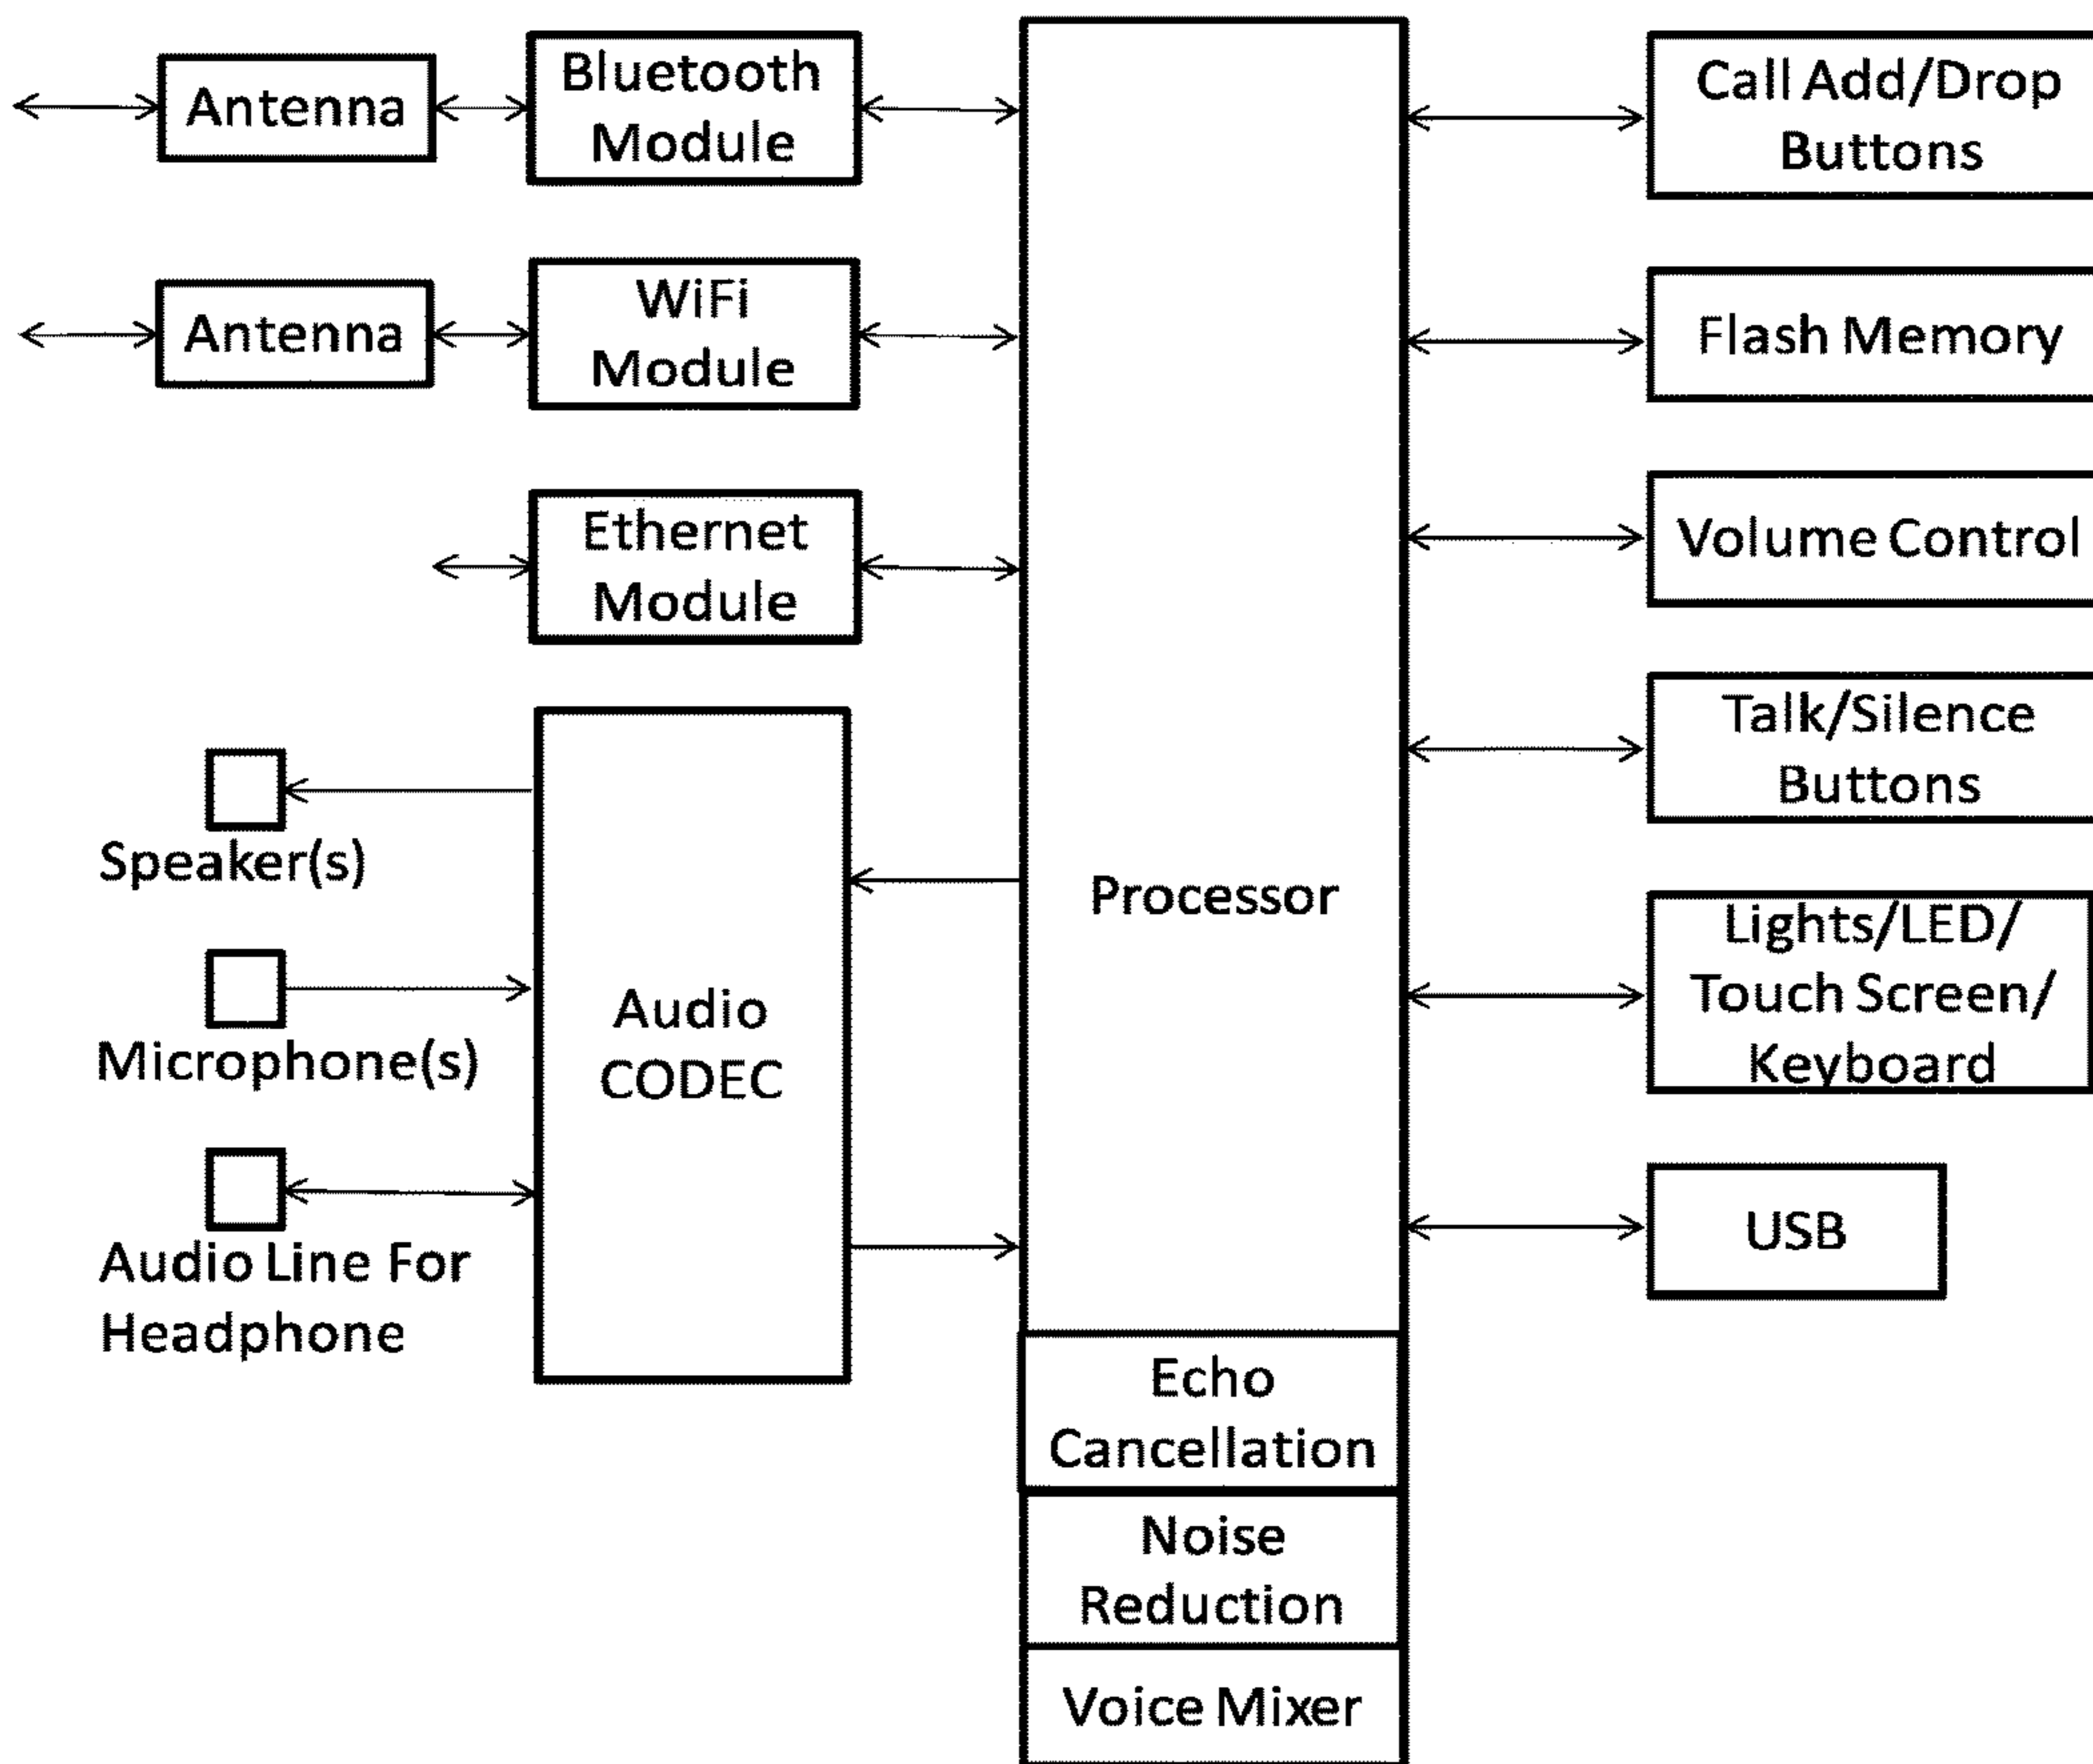 Antenna
Bluetooth
Module
Call Add/Drop
Buttons
Antenna
WiFi
Module
Flash Memory
Ethernet
Module
Volume Control
Talk/Silence
Buttons
Speaker(s)
Processor
Lights/LED/
Touch Screen/
Keyboard
Microphone(s)
Audio
CODEC
Audio Line For
Headphone
USB
Echo
Cancellation
Noise
Reduction
Voice Mixer